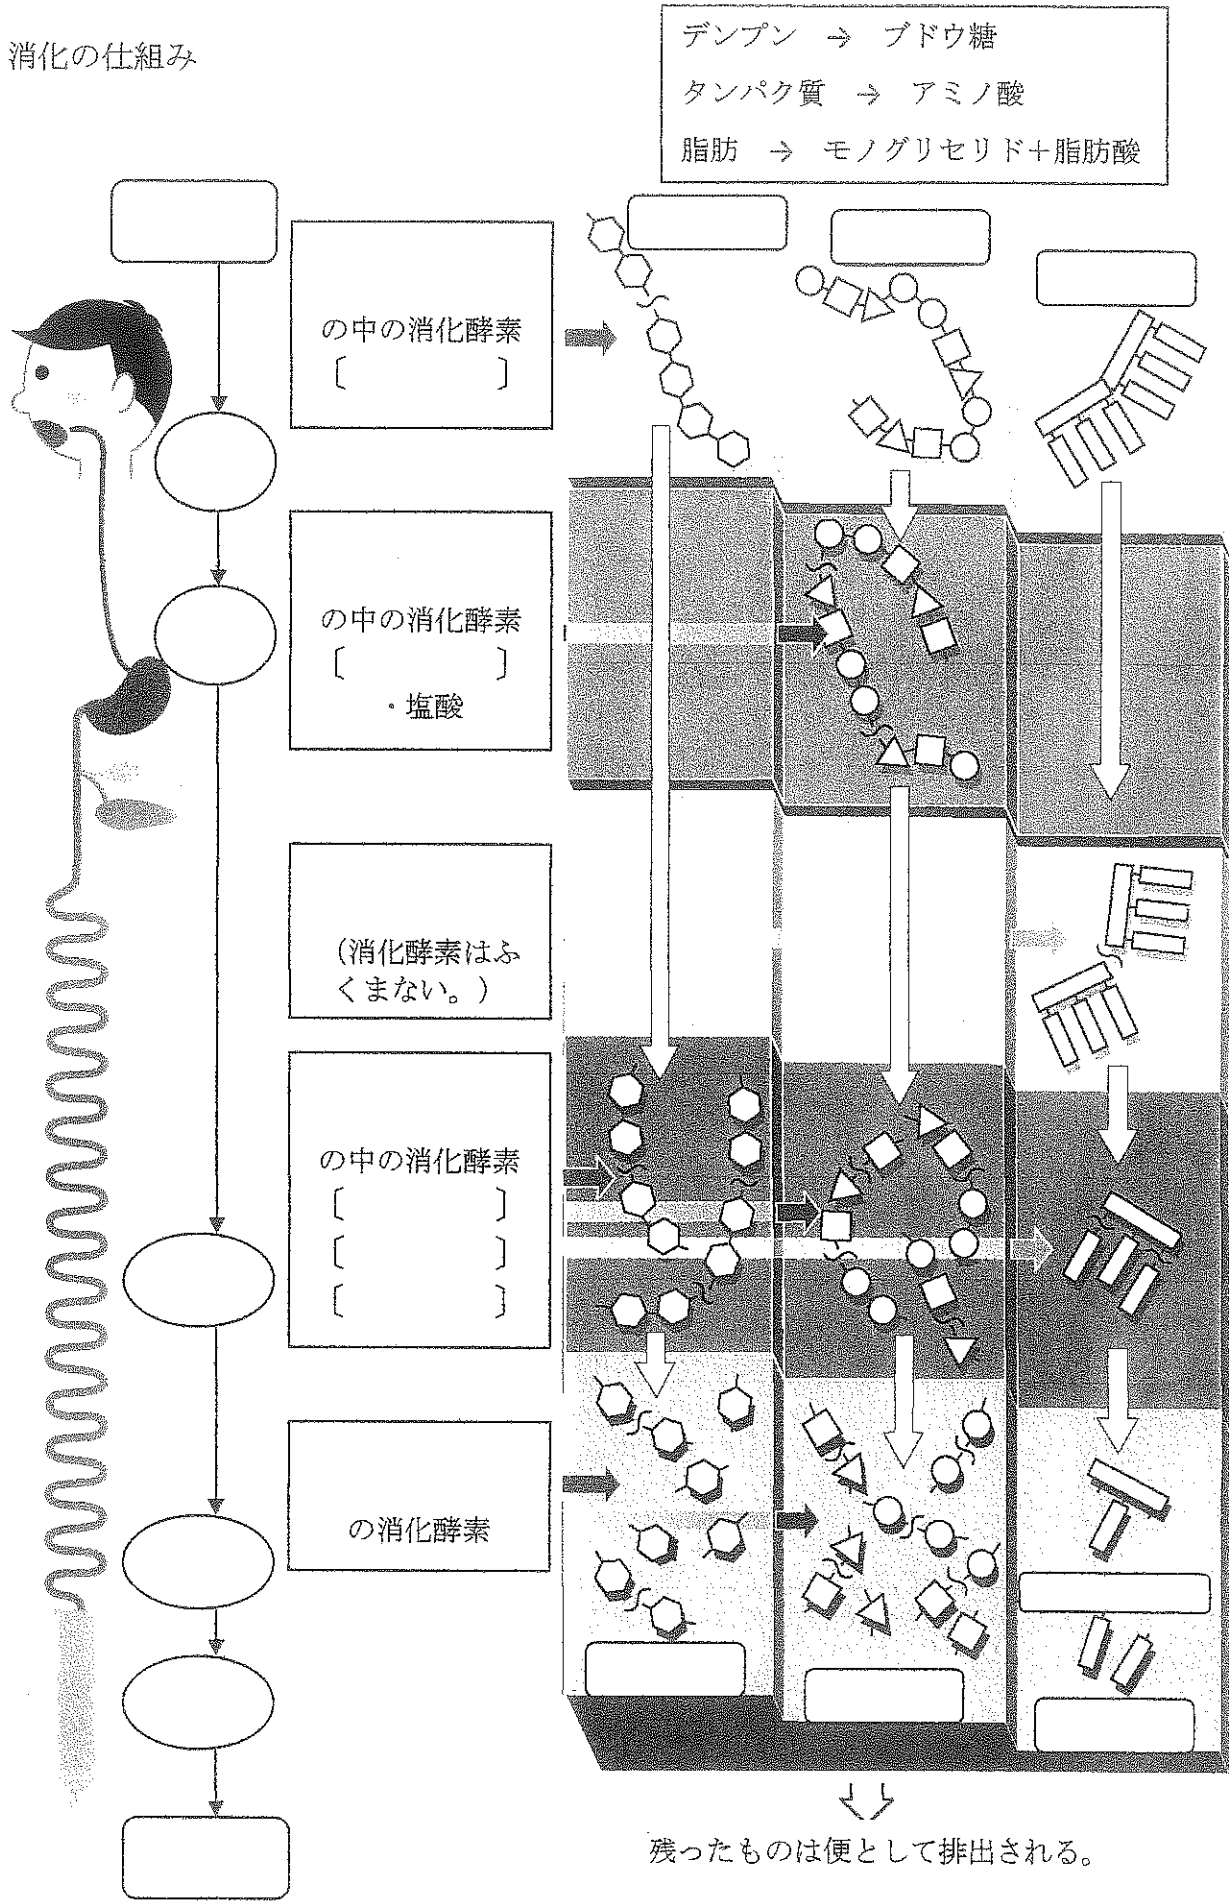 消化の仕組み
デンプン → ブドウ糖
タンパク質 → アミノ酸
脂肪 → モノグリセリド+脂肪酸
の中の消化酵素
〔 〕
の中の消化酵素
〔 〕
・塩酸
(消化酵素はふ
くまない。)
の中の消化酵素
〔 〕
〔 〕
〔 〕
の消化酵素
残ったものは便として排出される。